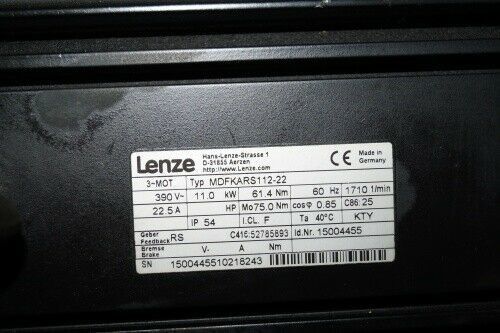 Lenze
Hans-Lenze-Strasse 1
D-31855 Aerzen
http://www.Lenze.com
CE
Made in
Germany
3-MOT Typ MDFKARS112-22
390 V~ 11.0 kW 61.4 Nm 60 Hz 1710 1/min
22.5 A HP Mo 75.0 Nm cosφ 0.85 C86: 25
IP 54 I.CL. F Ta 40°C KTY
Geber
Feedback RS C416:52785893 Id.Nr. 15004455
Bremse
Brake V- A Nm
SN 1500445510218243